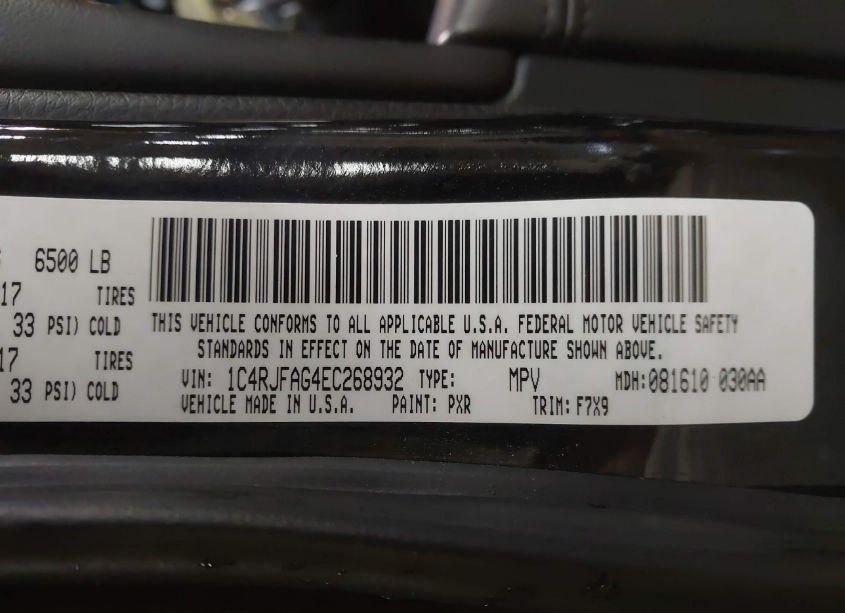 6500 LB
17 TIRES
33 PSI) COLD
17 TIRES
33 PSI) COLD
THIS VEHICLE CONFORMS TO ALL APPLICABLE U.S.A. FEDERAL MOTOR VEHICLE SAFETY
STANDARDS IN EFFECT ON THE DATE OF MANUFACTURE SHOWN ABOVE.
VIN: 1C4RJFAG4EC268932 TYPE: MPV MDH:081610 030AA
VEHICLE MADE IN U.S.A. PAINT: PXR TRIM: F7X9